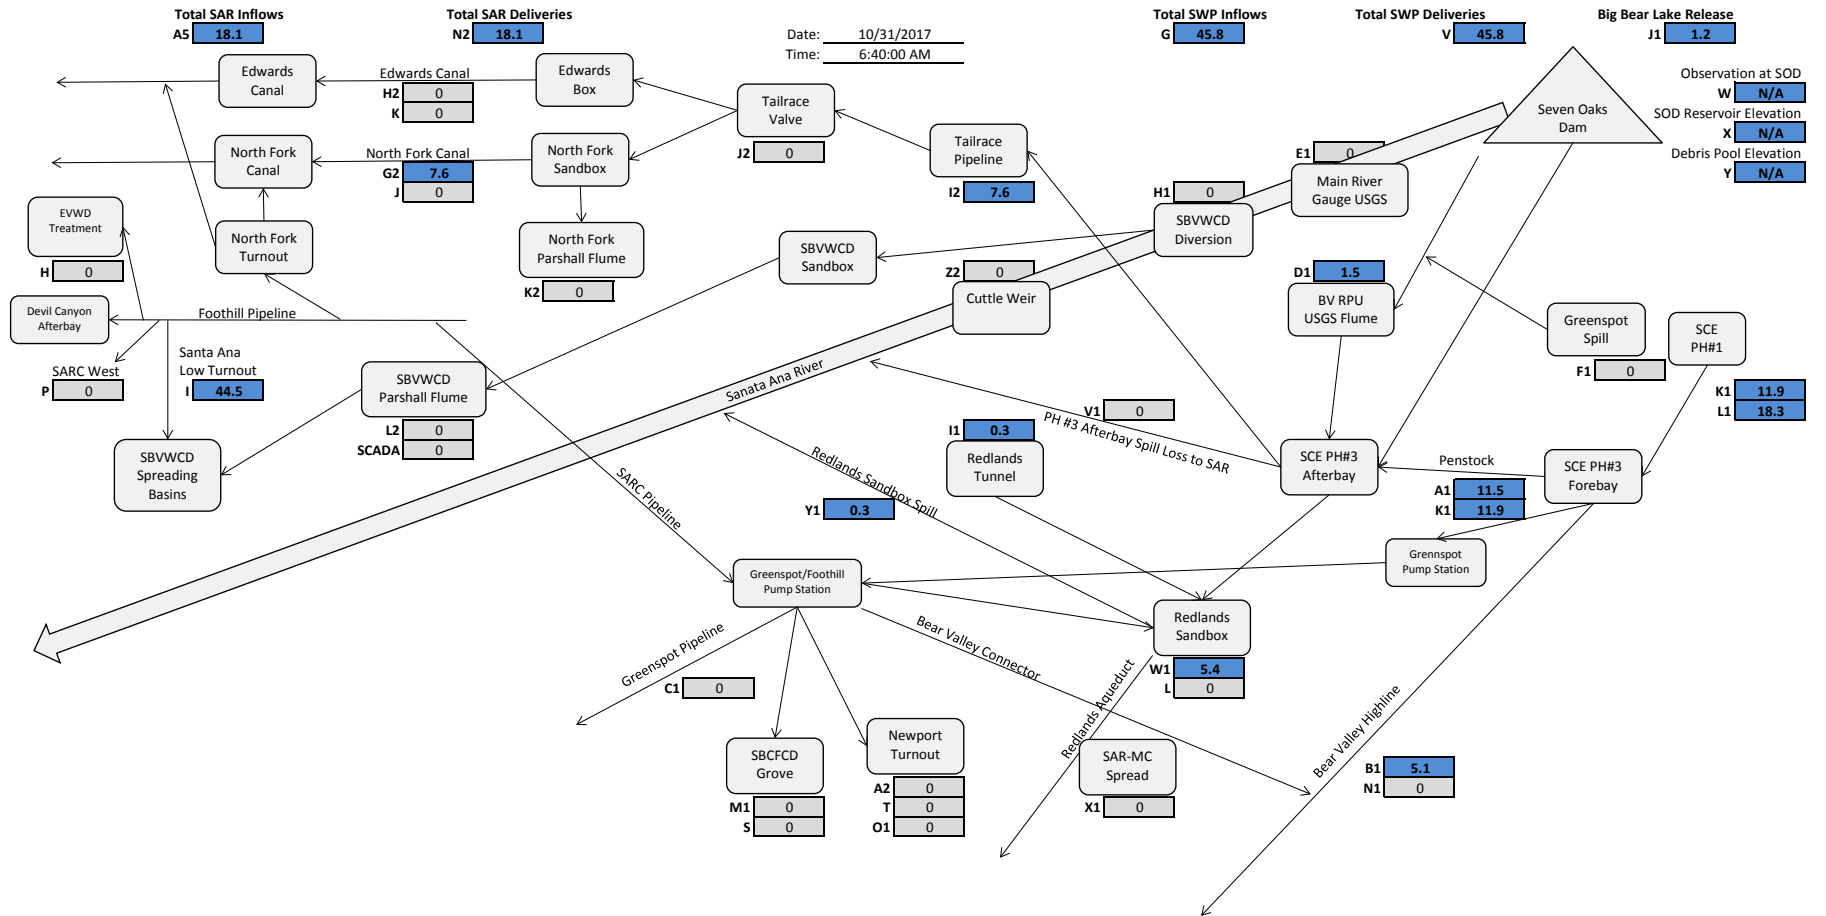 Total SAR Inflows
A5 18.1
Total SAR Deliveries
N2 18.1
Date: 10/31/2017
Time: 6:40:00 AM
Total SWP Inflows
G 45.8
Total SWP Deliveries
V 45.8
Big Bear Lake Release
J1 1.2
Observation at SOD
W N/A
SOD Reservoir Elevation
X N/A
Debris Pool Elevation
Y N/A
Edwards
Canal
Edwards Canal
H2 0
K 0
Edwards
Box
Tailrace
Valve
J2 0
Tailrace
Pipeline
I2 7.6
Seven Oaks
Dam
E1 0
Main River
Gauge USGS
H1 0
SBVWCD
Diversion
North Fork
Canal
North Fork Canal
G2 7.6
J 0
North Fork
Sandbox
EVWD
Treatment
H 0
North Fork
Turnout
North Fork
Parshall Flume
K2 0
SBVWCD
Sandbox
Z2 0
Cuttle Weir
D1 1.5
BV RPU
USGS Flume
Greenspot
Spill
F1 0
SCE
PH#1
K1 11.9
L1 18.3
Devil Canyon
Afterbay
Foothill Pipeline
SARC West
P 0
Santa Ana
Low Turnout
I 44.5
SBVWCD
Parshall Flume
L2 0
SCADA 0
SBVWCD
Spreading
Basins
Sanata Ana River
V1 0
PH #3 Afterbay Spill Loss to SAR
I1 0.3
Redlands
Tunnel
Redlands Sandbox Spill
Y1 0.3
SARC Pipeline
SCE PH#3
Afterbay
Penstock
A1 11.5
K1 11.9
SCE PH#3
Forebay
Grennspot
Pump Station
Greenspot/Foothill
Pump Station
Redlands
Sandbox
W1 5.4
L 0
Greenspot Pipeline
C1 0
Bear Valley Connector
Redlands Aqueduct
Bear Valley Highline
SBCFCD
Grove
M1 0
S 0
Newport
Turnout
A2 0
T 0
O1 0
SAR-MC
Spread
X1 0
B1 5.1
N1 0